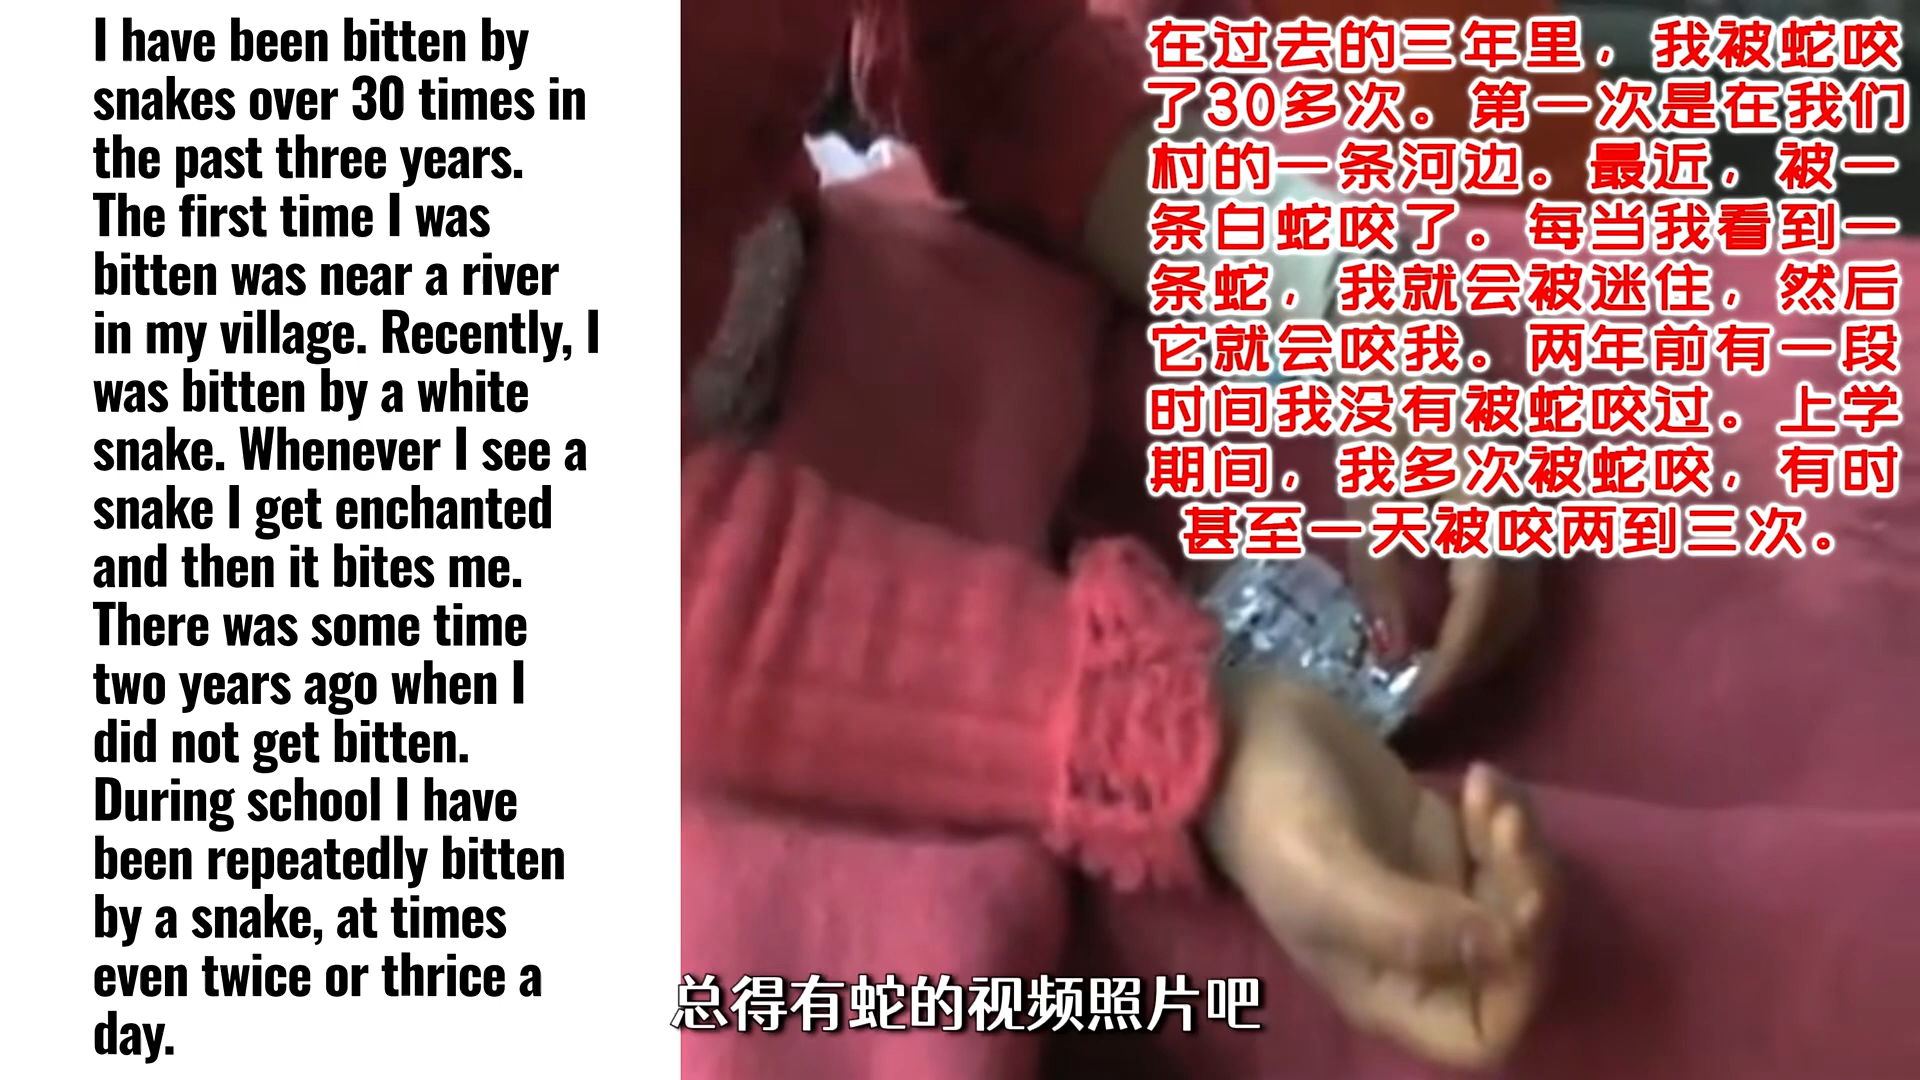 I have been bitten by
snakes over 30 times in
the past three years.
The first time I was
bitten was near a river
in my village. Recently, I
was bitten by a white
snake. Whenever I see a
snake I get enchanted
and then it bites me.
There was some time
two years ago when I
did not get bitten.
During school I have
been repeatedly bitten
by a snake, at times
even twice or thrice a
day.
在过去的三年里，我被蛇咬
了30多次。第一次是在我们
村的一条河边。最近，被一
条白蛇咬了。每当我看到一
条蛇，我就会被迷住，然后
它就会咬我。两年前有一段
时间我没有被蛇咬过。上学
期间，我多次被蛇咬，有时
甚至一天被咬两到三次。
总得有蛇的视频照片吧